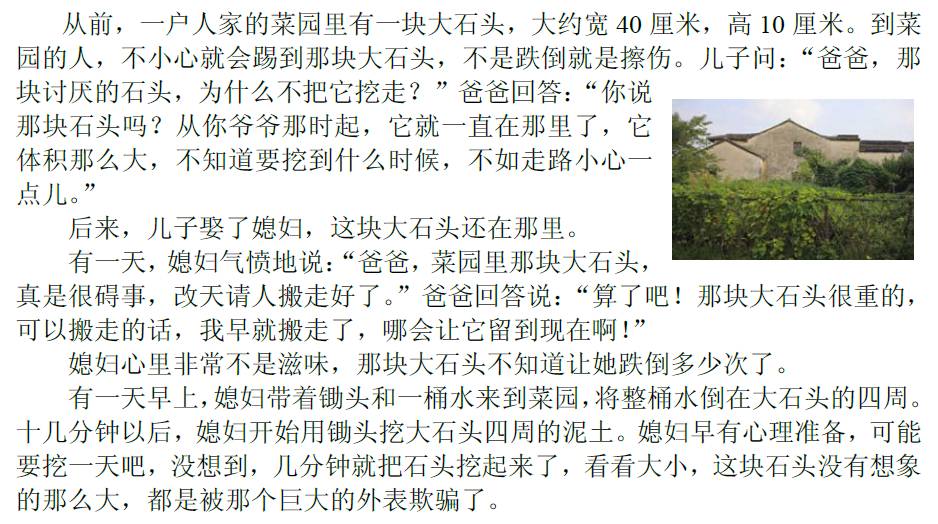 从前，一户人家的菜园里有一块大石头，大约宽 40 厘米，高 10 厘米。到菜
园的人，不小心就会踢到那块大石头，不是跌倒就是擦伤。儿子问：“爸爸，那
块讨厌的石头，为什么不把它挖走？”爸爸回答：“你说
那块石头吗？从你爷爷那时起，它就一直在那里了，它
体积那么大，不知道要挖到什么时候，不如走路小心一
点儿。”
后来，儿子娶了媳妇，这块大石头还在那里。
有一天，媳妇气愤地说：“爸爸，菜园里那块大石头，
真是很碍事，改天请人搬走好了。”爸爸回答说：“算了吧！那块大石头很重的，
可以搬走的话，我早就搬走了，哪会让它留到现在啊！”
媳妇心里非常不是滋味，那块大石头不知道让她跌倒多少次了。
有一天早上，媳妇带着锄头和一桶水来到菜园，将整桶水倒在大石头的四周。
十几分钟以后，媳妇开始用锄头挖大石头四周的泥土。媳妇早有心理准备，可能
要挖一天吧，没想到，几分钟就把石头挖起来了，看看大小，这块石头没有想象
的那么大，都是被那个巨大的外表欺骗了。